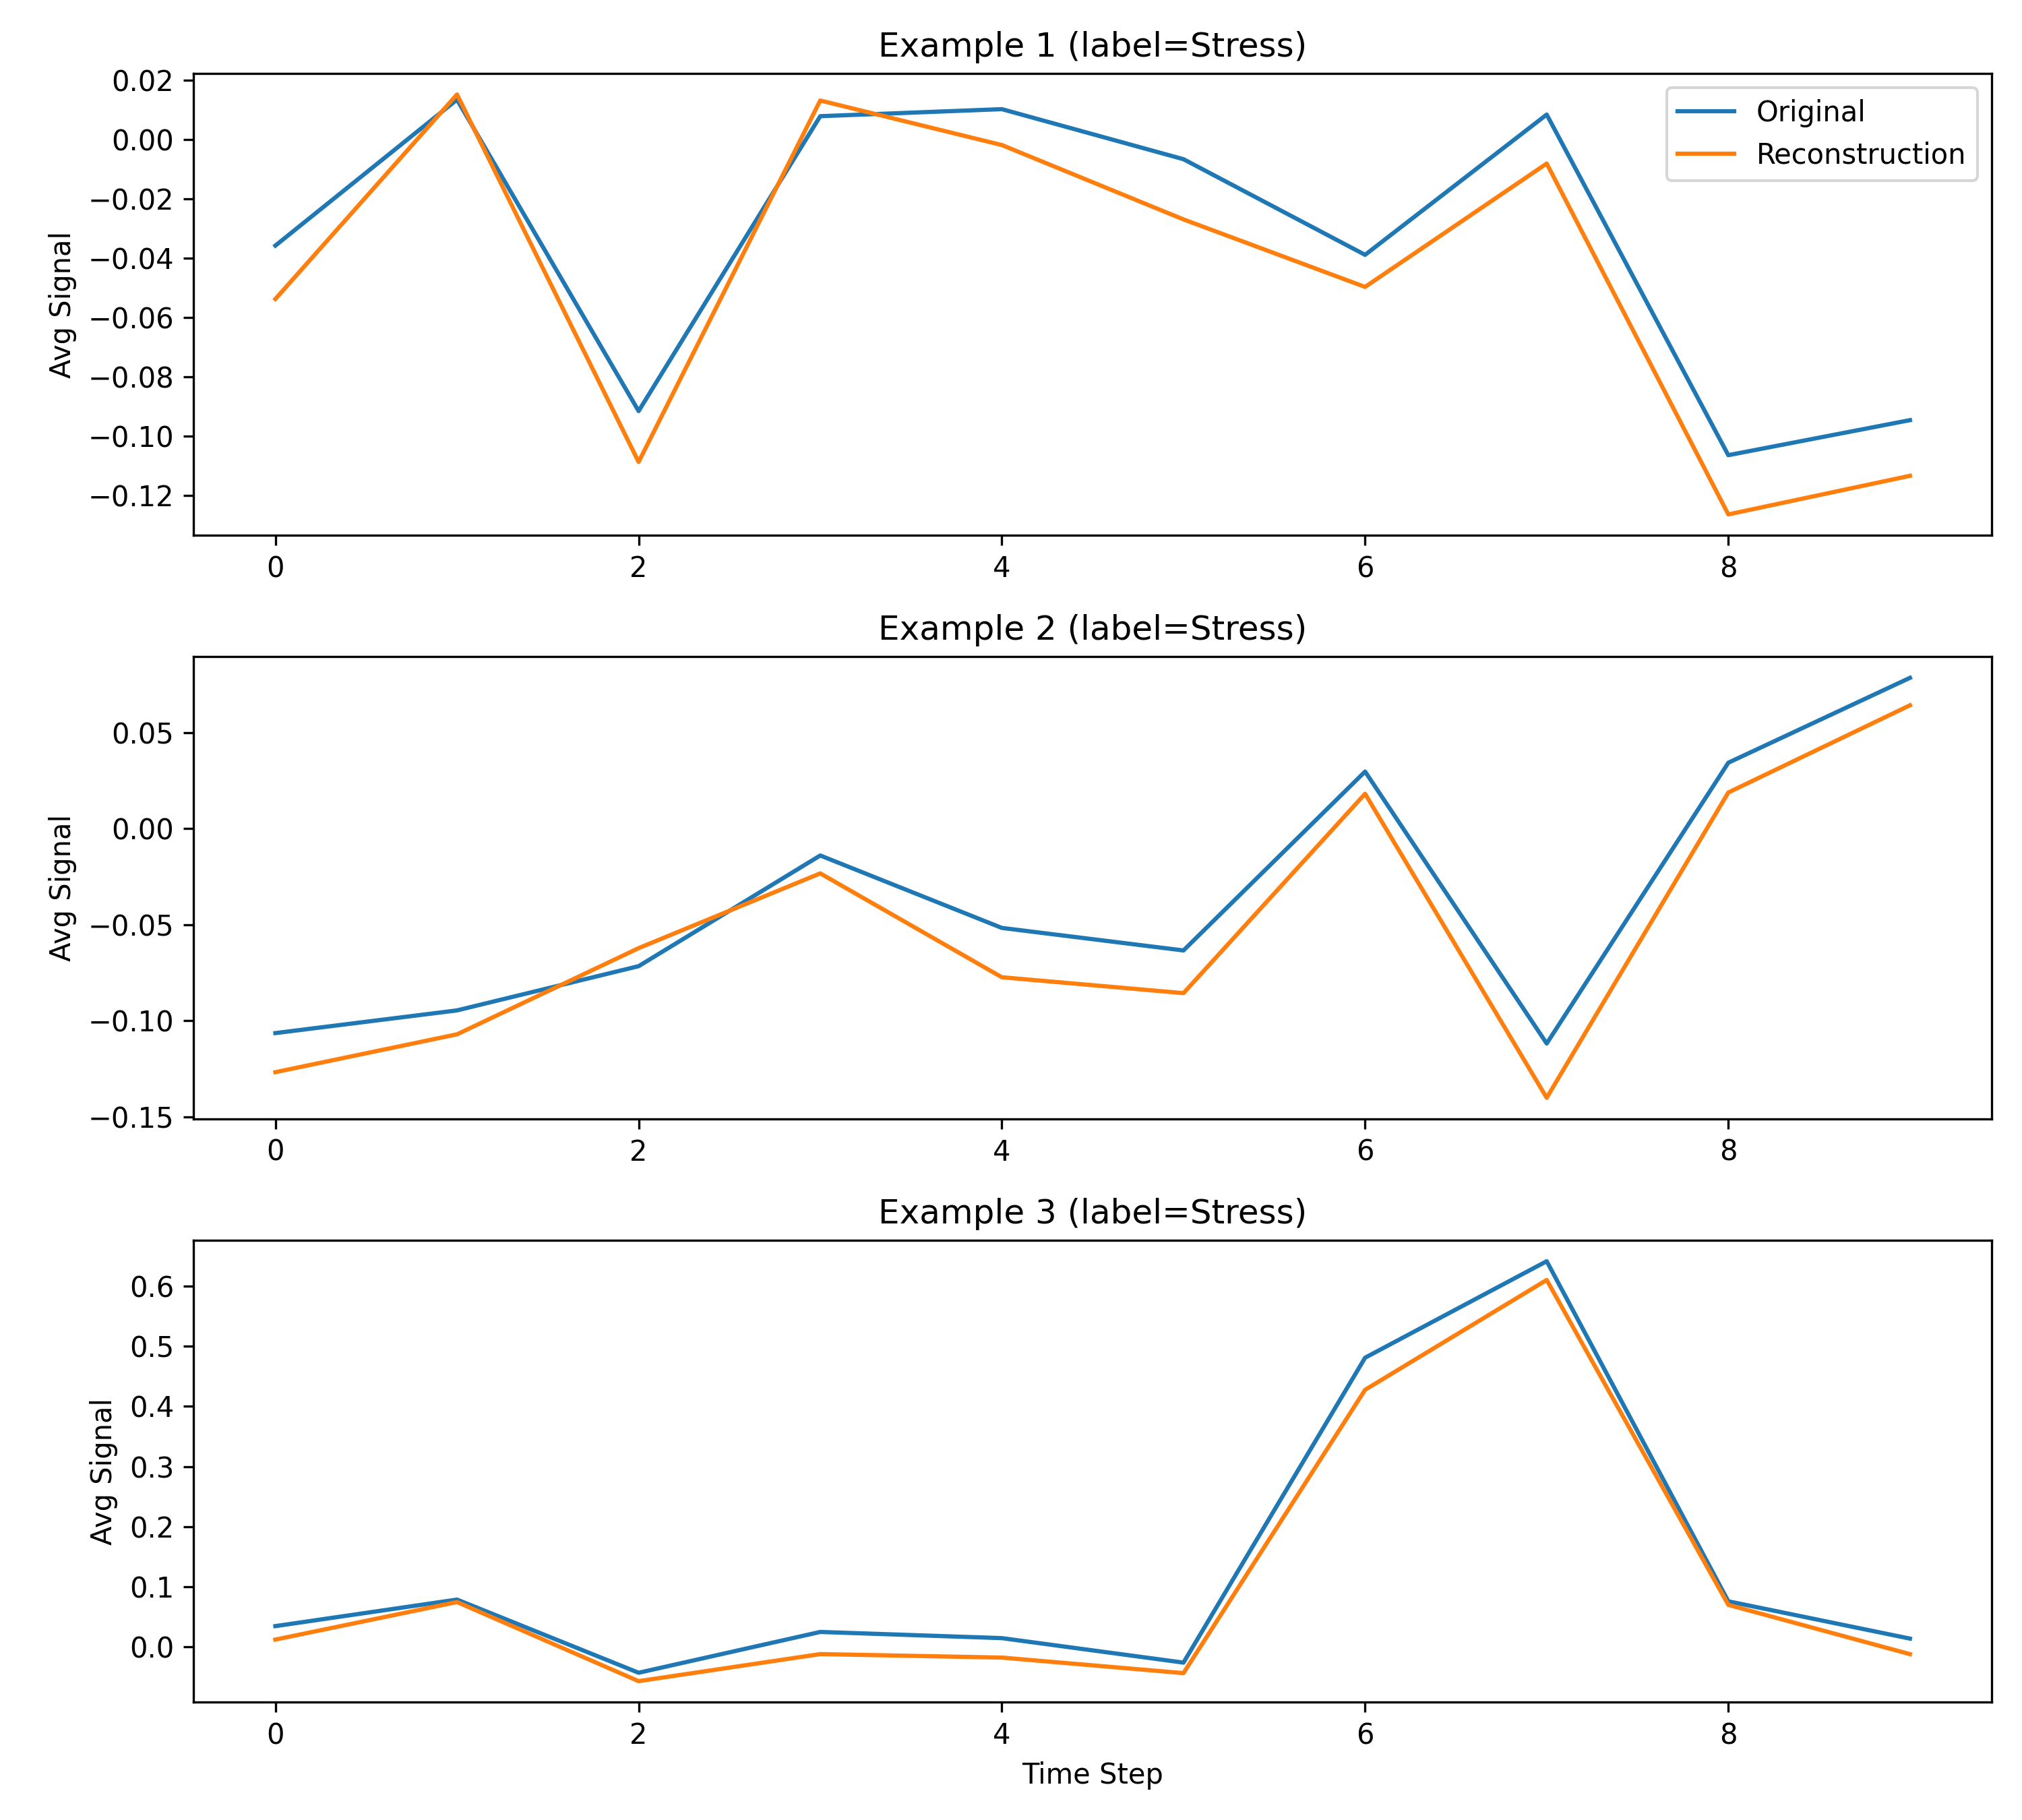 Example 1 (label=Stress)
0.02
0.00
−0.02
−0.04
−0.06
−0.08
−0.10
−0.12
Avg Signal
Original
Reconstruction
0 2 4 6 8
Example 2 (label=Stress)
0.05
0.00
−0.05
−0.10
−0.15
Avg Signal
0 2 4 6 8
Example 3 (label=Stress)
0.6
0.5
0.4
0.3
0.2
0.1
0.0
Avg Signal
0 2 4 6 8
Time Step